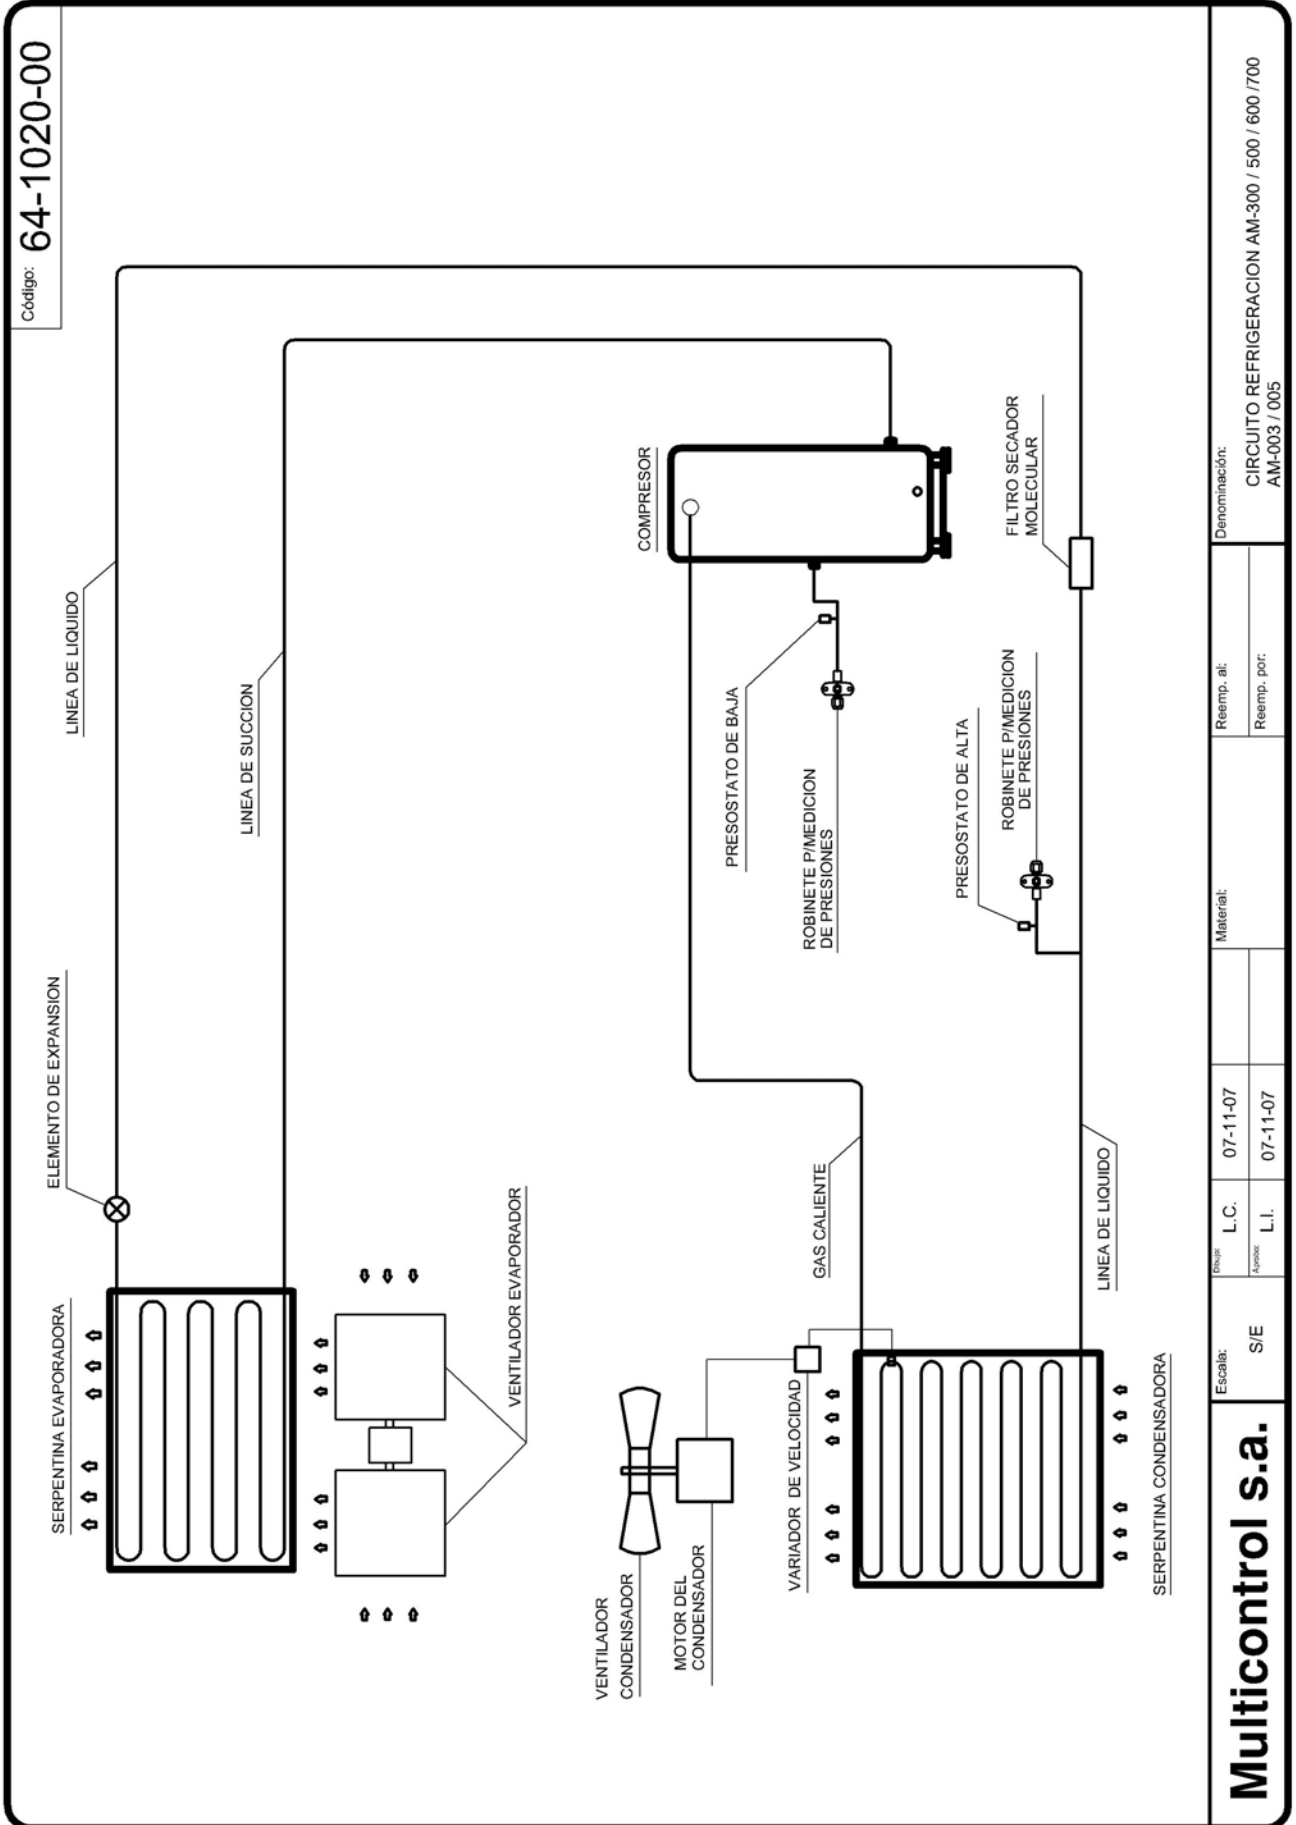 Código: 64-1020-00
LINEA DE LIQUIDO
LINEA DE SUCCION
ELEMENTO DE EXPANSION
SERPENTINA EVAPORADORA
VENTILADOR EVAPORADOR
COMPRESOR
PRESOSTATO DE BAJA
ROBINETE P/MEDICION
DE PRESIONES
FILTRO SECADOR
MOLECULAR
PRESOSTATO DE ALTA
ROBINETE P/MEDICION
DE PRESIONES
GAS CALIENTE
LINEA DE LIQUIDO
VENTILADOR
CONDENSADOR
MOTOR DEL
CONDENSADOR
VARIADOR DE VELOCIDAD
SERPENTINA CONDENSADORA
Multicontrol s.a.
Escala:
S/E
Dibujo: L.C. 07-11-07
Aprobó: L.I. 07-11-07
Material:
Reemp. al:
Reemp. por:
Denominación:
CIRCUITO REFRIGERACION AM-300 / 500 / 600 /700
AM-003 / 005